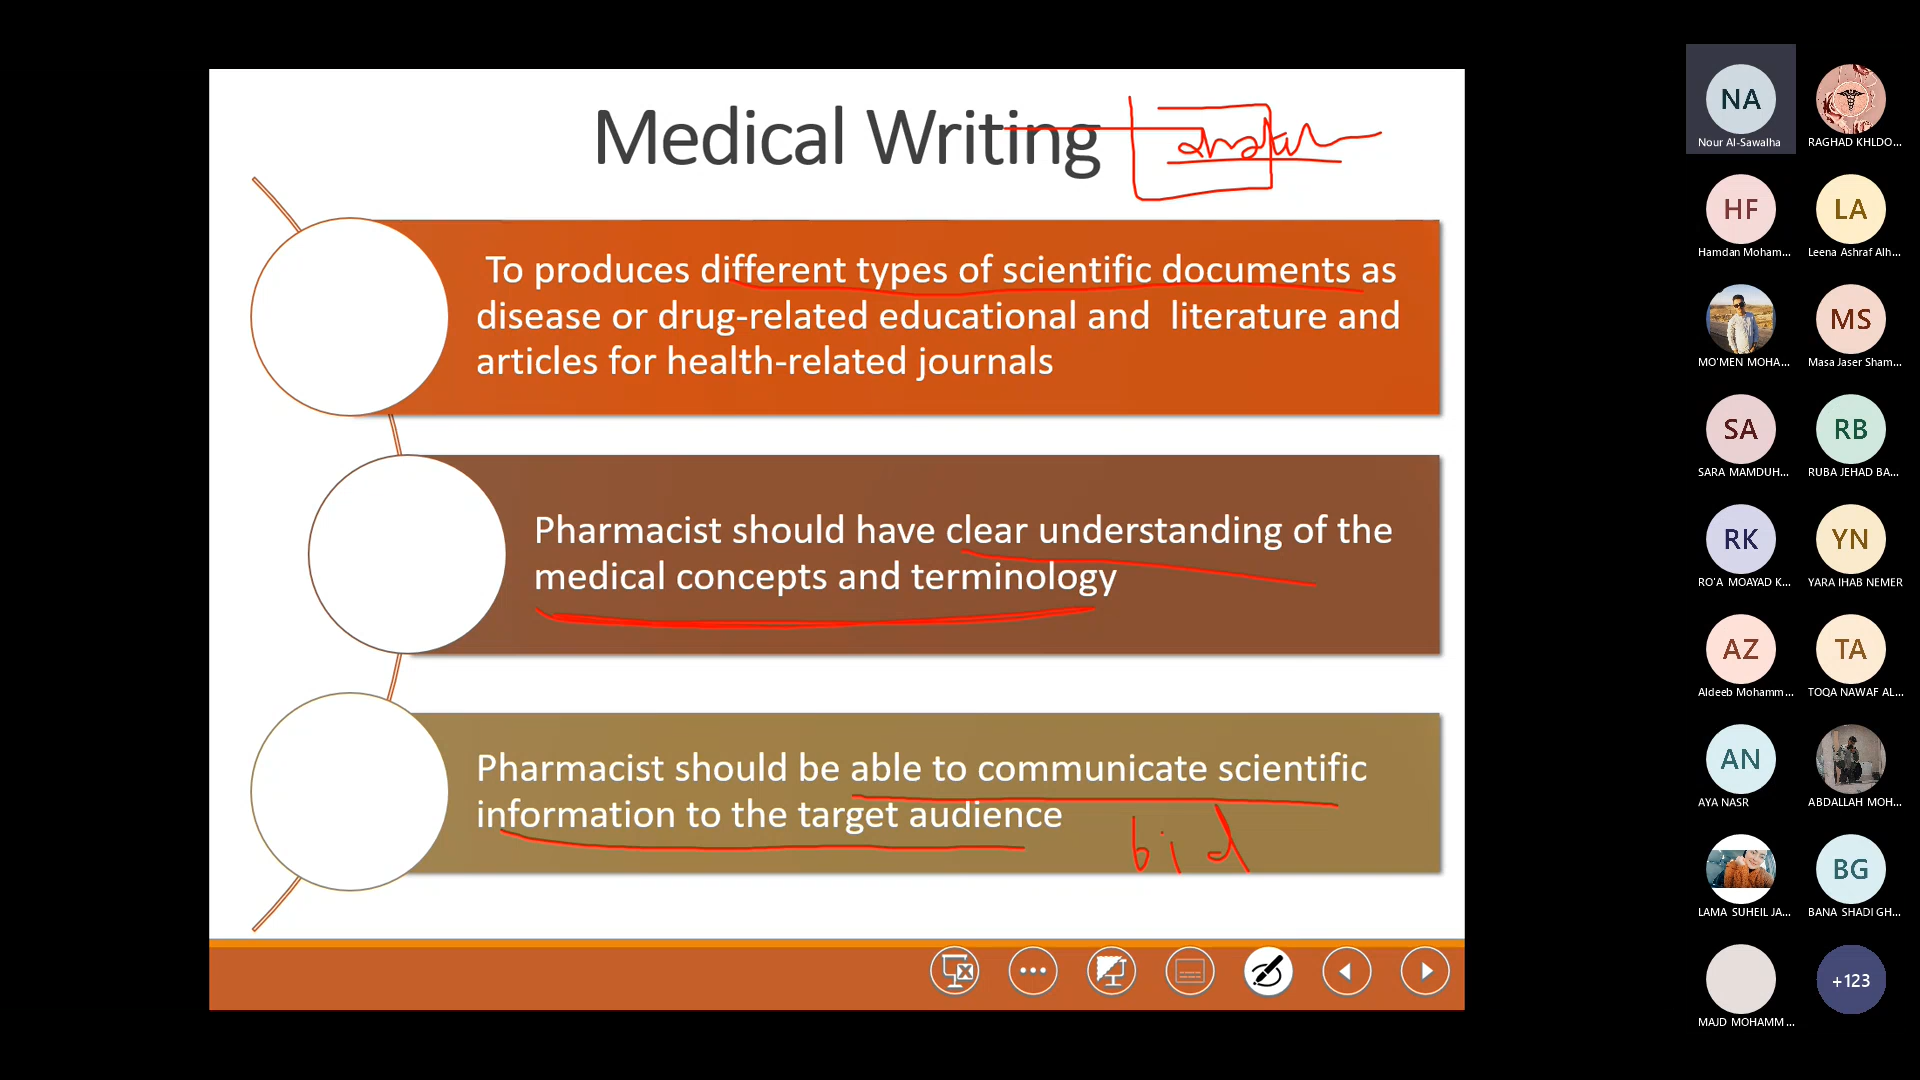 Medical Writing
To produces different types of scientific documents as
disease or drug-related educational and literature and
articles for health-related journals
Pharmacist should have clear understanding of the
medical concepts and terminology
Pharmacist should be able to communicate scientific
information to the target audience
bid
NA
Nour Al-Sawalha
RAGHAD KHLDO...
HF
Hamdan Moham...
LA
Leena Ashraf Alh...
MO'MEN MOHA...
MS
Masa Jaser Sham...
SA
SARA MAMDUH...
RB
RUBA JEHAD BA...
RK
RO'A MOAYAD K...
YN
YARA IHAB NEMER
AZ
Aldeeb Mohamm...
TA
TOQA NAWAF AL...
AN
AYA NASR
ABDALLAH MOH...
LAMA SUHEIL JA...
BG
BANA SHADI GH...
MAJD MOHAMM...
+123